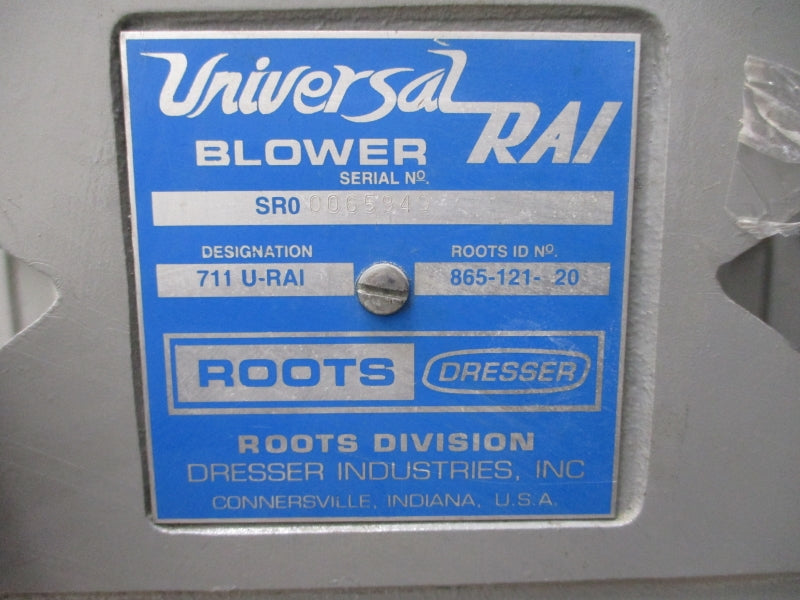 Universal RAI
BLOWER
SERIAL NO.
SR0
DESIGNATION
711 U-RAI
ROOTS ID NO.
865-121- 20
ROOTS DRESSER
ROOTS DIVISION
DRESSER INDUSTRIES, INC
CONNERSVILLE, INDIANA, U.S.A.